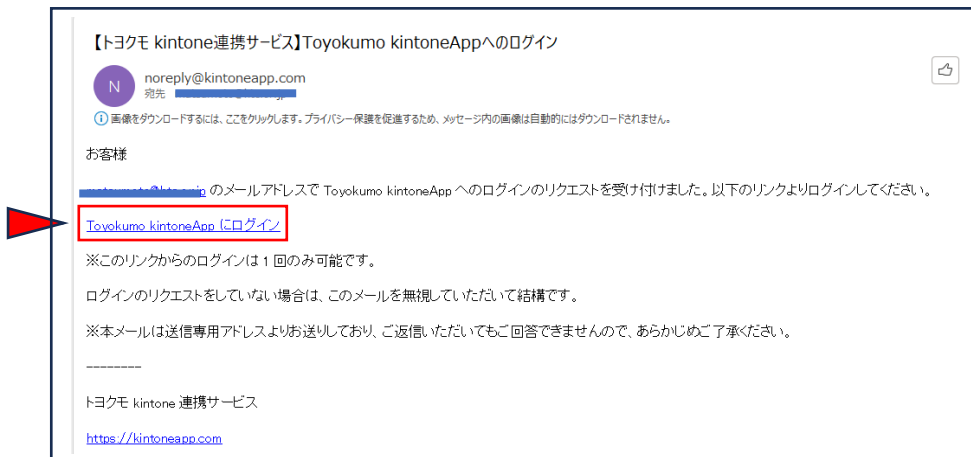 【トヨクモ kintone連携サービス】Toyokumo kintoneAppへのログイン
N
noreply@kintoneapp.com
宛先
画像をダウンロードするには、ここをクリックします。プライバシー保護を促進するため、メッセージ内の画像は自動的にはダウンロードされません。
お客様
のメールアドレスで Toyokumo kintoneApp へのログインのリクエストを受け付けました。以下のリンクよりログインしてください。
Toyokumo kintoneApp にログイン
※このリンクからのログインは 1 回のみ可能です。
ログインのリクエストをしていない場合は、このメールを無視していただいて結構です。
※本メールは送信専用アドレスよりお送りしており、ご返信いただいてもご回答できませんので、あらかじめご了承ください。
--------
トヨクモ kintone 連携サービス
https://kintoneapp.com